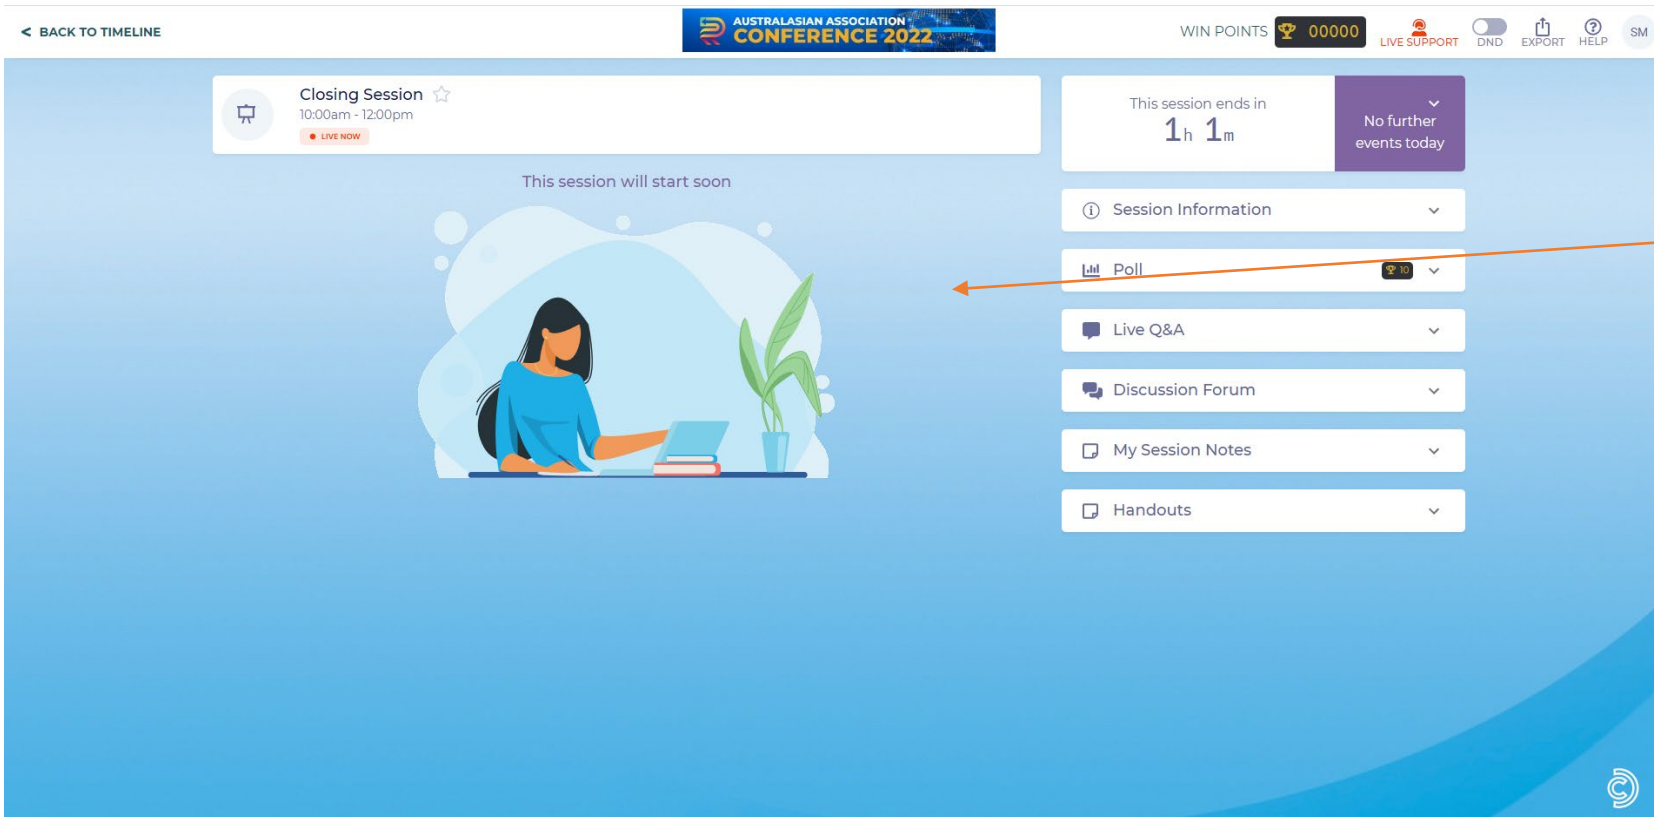 < BACK TO TIMELINE
AUSTRALASIAN ASSOCIATION
CONFERENCE 2022
WIN POINTS 00000
LIVE SUPPORT
DND
EXPORT
HELP
SM
Closing Session
10:00am - 12:00pm
LIVE NOW
This session will start soon
This session ends in
1h 1m
No further
events today
Session Information
Poll
10
Live Q&A
Discussion Forum
My Session Notes
Handouts